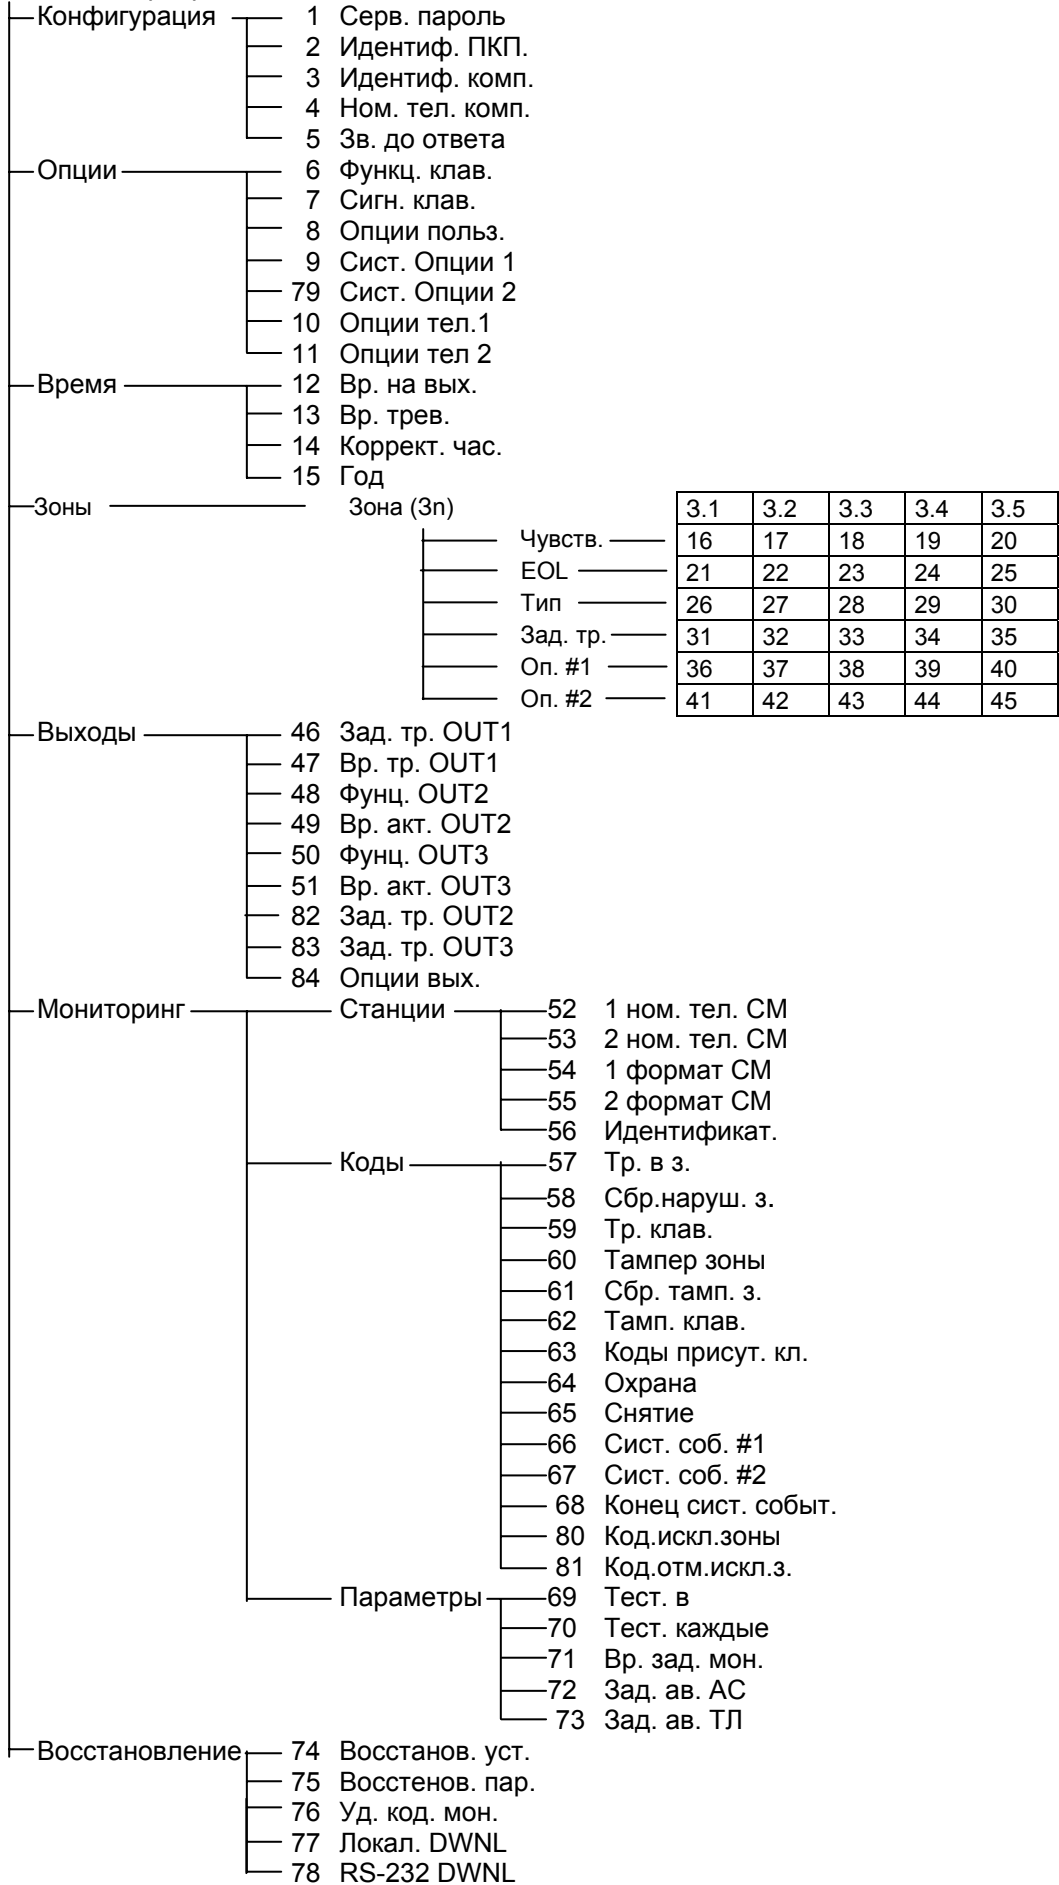 Конфигурация 1 Серв. пароль
2 Идентиф. ПКП.
3 Идентиф. комп.
4 Ном. тел. комп.
5 Зв. до ответа
Опции 6 Функц. клав.
7 Сигн. клав.
8 Опции польз.
9 Сист. Опции 1
79 Сист. Опции 2
10 Опции тел.1
11 Опции тел 2
Время 12 Вр. на вых.
13 Вр. трев.
14 Коррект. час.
15 Год
Зоны Зона (Зn) 3.1 3.2 3.3 3.4 3.5
Чувств. 16 17 18 19 20
EOL 21 22 23 24 25
Тип 26 27 28 29 30
Зад. тр. 31 32 33 34 35
Оп. #1 36 37 38 39 40
Оп. #2 41 42 43 44 45
Выходы 46 Зад. тр. OUT1
47 Вр. тр. OUT1
48 Фунц. OUT2
49 Вр. акт. OUT2
50 Фунц. OUT3
51 Вр. акт. OUT3
82 Зад. тр. OUT2
83 Зад. тр. OUT3
84 Опции вых.
Мониторинг Станции 52 1 ном. тел. СМ
53 2 ном. тел. СМ
54 1 формат СМ
55 2 формат СМ
56 Идентификат.
Коды 57 Тр. в з.
58 Сбр.наруш. з.
59 Тр. клав.
60 Тампер зоны
61 Сбр. тамп. з.
62 Тамп. клав.
63 Коды присут. кл.
64 Охрана
65 Снятие
66 Сист. соб. #1
67 Сист. соб. #2
68 Конец сист. событ.
80 Код.искл.зоны
81 Код.отм.искл.з.
Параметры 69 Тест. в
70 Тест. каждые
71 Вр. зад. мон.
72 Зад. ав. АС
73 Зад. ав. ТЛ
Восстановление 74 Восстанов. уст.
75 Восстенов. пар.
76 Уд. код. мон.
77 Локал. DWNL
78 RS-232 DWNL